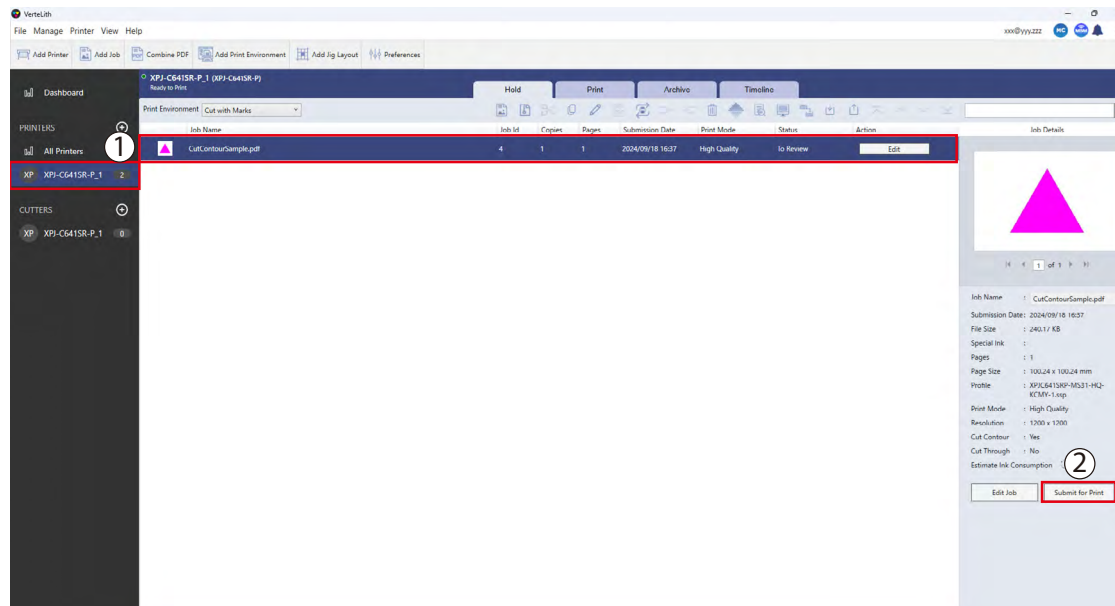 VerteLith
File Manage Printer View Help
xxx@yyy.zzz MC
Add Printer Add Job Combine PDF Add Print Environment Add Jig Layout Preferences
Dashboard
XPJ-C641SR-P_1 (XPJ-C641SR-P)
Ready to Print
Hold Print Archive Timeline
Print Environment Cut with Marks
PRINTERS
Job Name Job Id Copies Pages Submission Date Print Mode Status Action Job Details
1
All Printers
CutContourSample.pdf 4 1 1 2024/09/18 16:37 High Quality To Review Edit
XP XPJ-C641SR-P_1 2
CUTTERS
XP XPJ-C641SR-P_1 0
1 of 1
Job Name : CutContourSample.pdf
Submission Date : 2024/09/18 16:37
File Size : 240.17 KB
Special Ink :
Pages : 1
Page Size : 100.24 x 100.24 mm
Profile : XPJC641SRP-MS31-HQ-
KCMY-1.ssp
Print Mode : High Quality
Resolution : 1200 x 1200
Cut Contour : Yes
Cut Through : No
Estimate Ink Consumption
2
Edit Job Submit for Print